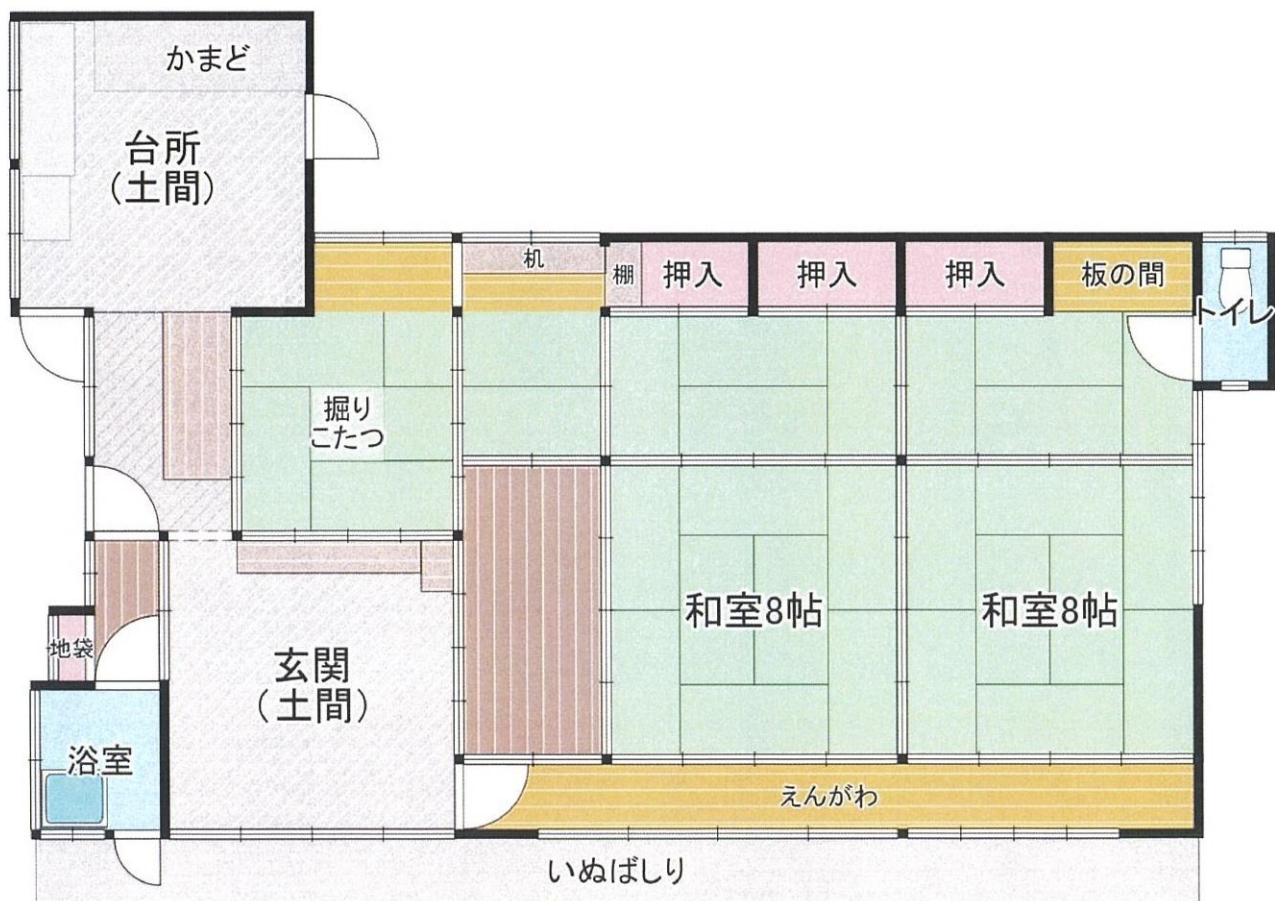 かまど
台所
(土間)
机
棚
押入
押入
押入
板の間
トイレ
掘り
こたつ
和室8帖
和室8帖
地袋
玄関
(土間)
浴室
えんがわ
いぬばしり